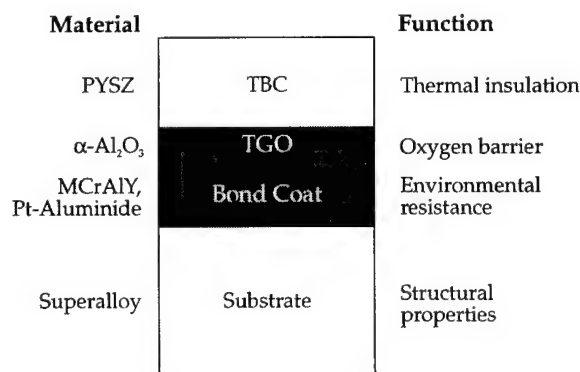 Material Function
PYSZ TBC Thermal insulation
α-Al₂O₃ TGO Oxygen barrier
MCrAlY, Bond Coat Environmental
Pt-Aluminide resistance
Superalloy Substrate Structural
properties